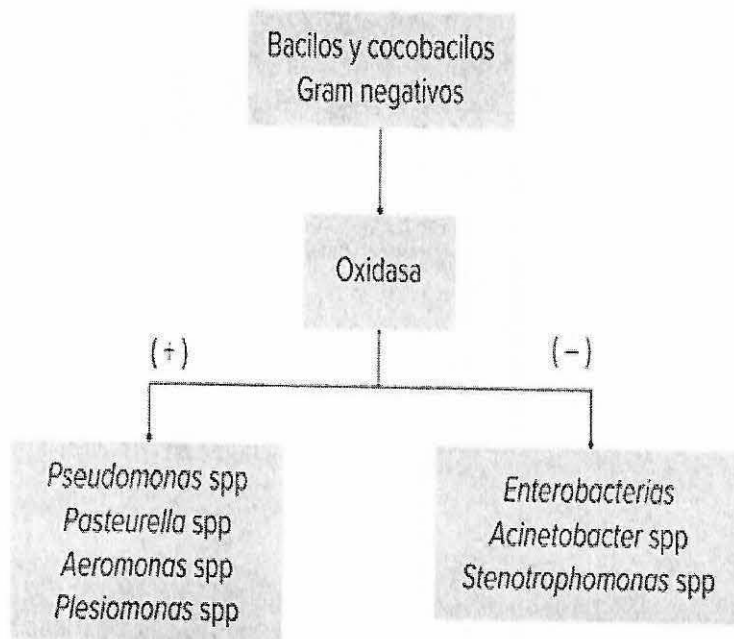 Bacilos y cocobacilos
Gram negativos
Oxidasa
(+)
(-)
Pseudomonas spp
Pasteurella spp
Aeromonas spp
Plesiomonas spp
Enterobacterias
Acinetobacter spp
Stenotrophomonas spp